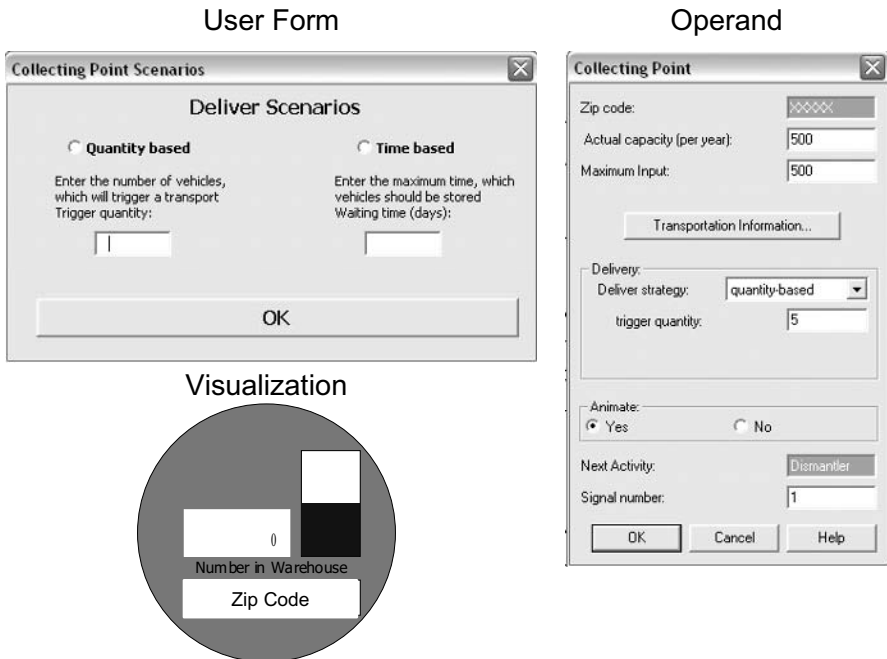 User Form
Collecting Point Scenarios
Deliver Scenarios
Quantity based
Enter the number of vehicles,
which will trigger a transport
Trigger quantity:
Time based
Enter the maximum time, which
vehicles should be stored
Waiting time (days):
OK
Visualization
0
Number in Warehouse
Zip Code
Operand
Collecting Point
Zip code: XXXXX
Actual capacity (per year): 500
Maximum Input: 500
Transportation Information...
Delivery:
Deliver strategy: quantity-based
trigger quantity: 5
Animate:
Yes No
Next Activity: Dismantler
Signal number: 1
OK Cancel Help